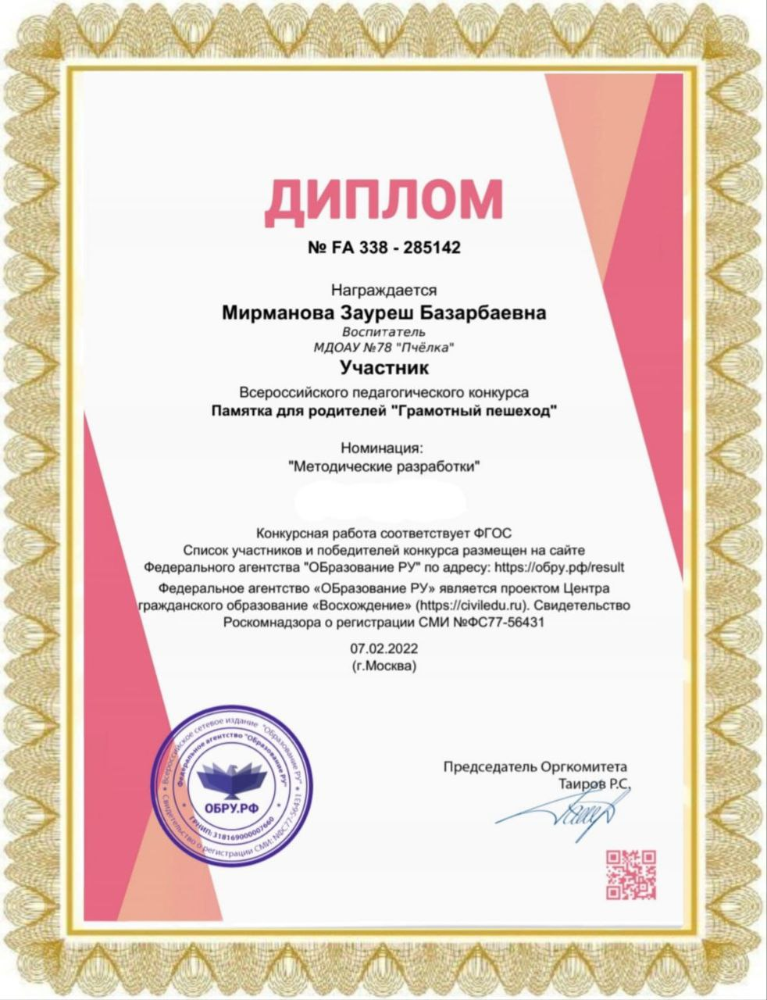 ДИПЛОМ
№ FA 338 - 285142
Награждается
Мирманова Зауреш Базарбаевна
Воспитатель
МДОАУ №78 "Пчёлка"
Участник
Всероссийского педагогического конкурса
Памятка для родителей "Грамотный пешеход"
Номинация:
"Методические разработки"
Конкурсная работа соответствует ФГОС
Список участников и победителей конкурса размещен на сайте
Федерального агентства "ОБразование РУ" по адресу: https://обру.рф/result
Федеральное агентство «ОБразование РУ» является проектом Центра
гражданского образование «Восхождение» (https://civiledu.ru). Свидетельство
Роскомнадзора о регистрации СМИ №ФС77-56431
07.02.2022
(г.Москва)
Всероссийское сетевое издание "Образование РУ"
Свидетельство о регистрации СМИ: №ФС77-56431
Федеральное агентство "Образование РУ"
ОБРУ.РФ
ГРНИП: 318169000007660
Председатель Оргкомитета
Таиров Р.С.